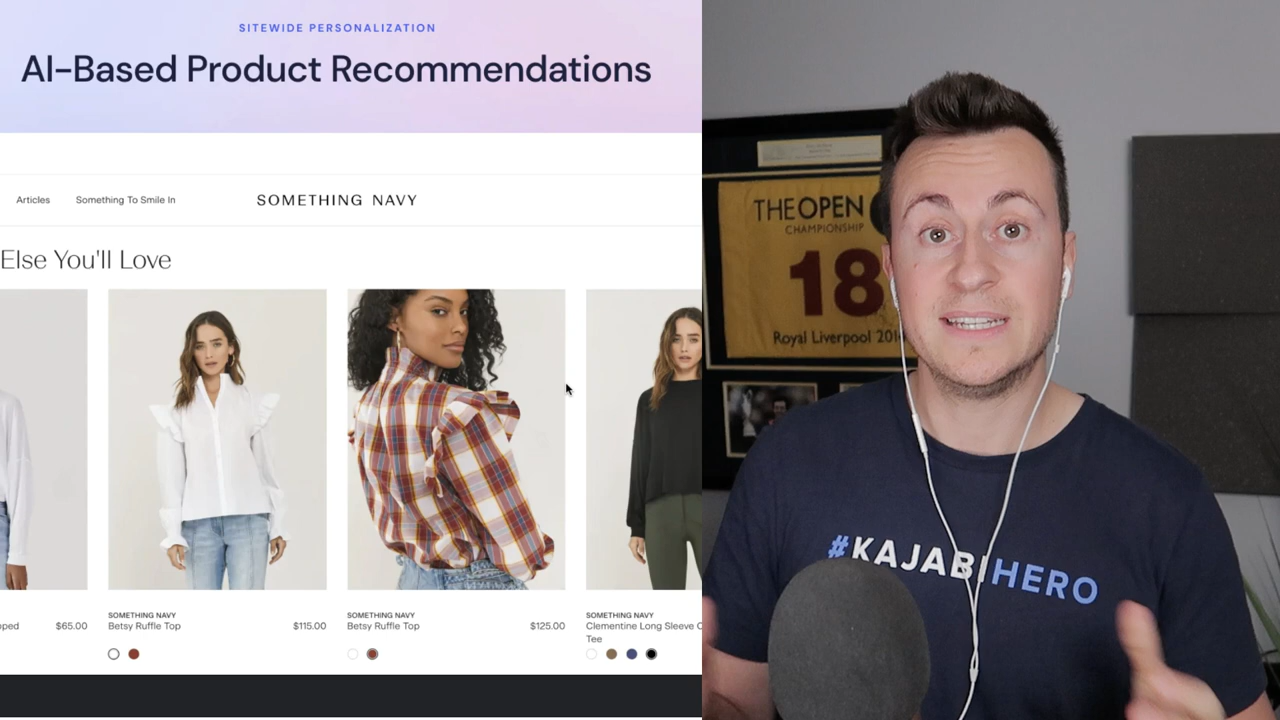 SITEWIDE PERSONALIZATION
AI-Based Product Recommendations
Articles
Something To Smile In
SOMETHING NAVY
Else You'll Love
SOMETHING NAVY
Betsy Ruffle Top
$115.00
SOMETHING NAVY
Betsy Ruffle Top
$125.00
SOMETHING NAVY
Clementine Long Sleeve
Tee
$65.00
THE OPEN
CHAMPIONSHIP
18
Royal Liverpool
#KAJABIHERO